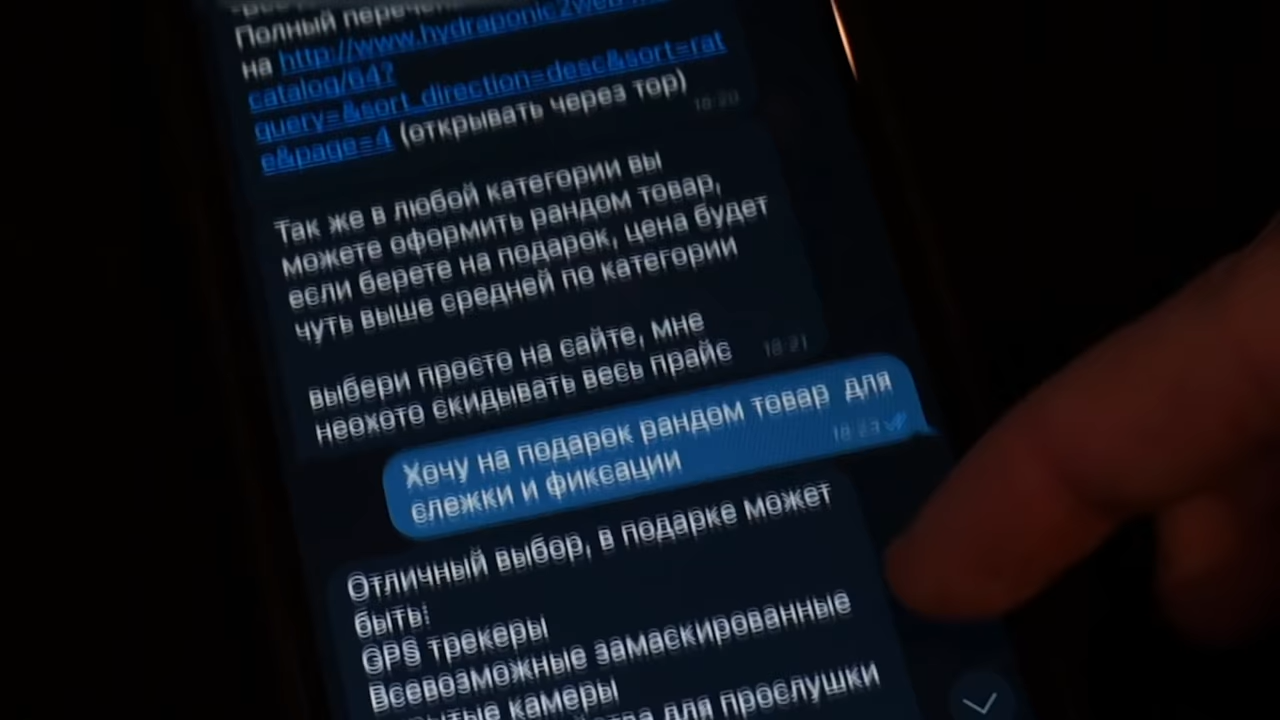 Полный
на http://www.hydraponic2web
catalog/64?
query=&sort_direction=desc&sort=rat
e&page=4 (открывать через тор)
18:20
Так же в любой категории вы
можете оформить рандом товар,
если берете на подарок, цена будет
чуть выше средней по категории
выбери просто на сайте, мне
неохото скидывать весь прайс
18:21
Хочу на подарок рандом товар для
слежки и фиксации
18:23
Отличный выбор, в подарке может
быть:
GPS трекеры
Всевозможные замаскированные
камеры
для прослушки